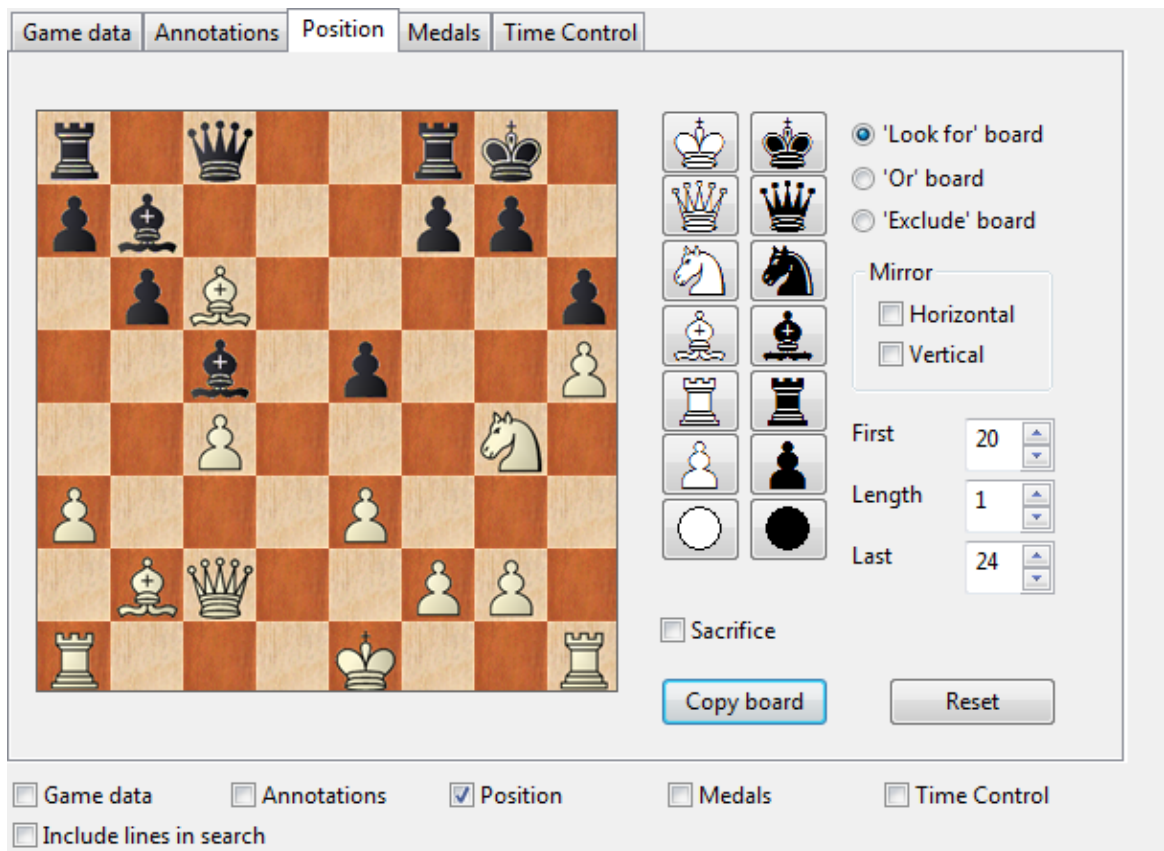 Game data Annotations Position Medals Time Control
'Look for' board
'Or' board
'Exclude' board
Mirror
Horizontal
Vertical
First 20
Length 1
Last 24
Sacrifice
Copy board Reset
Game data Annotations Position Medals Time Control
Include lines in search